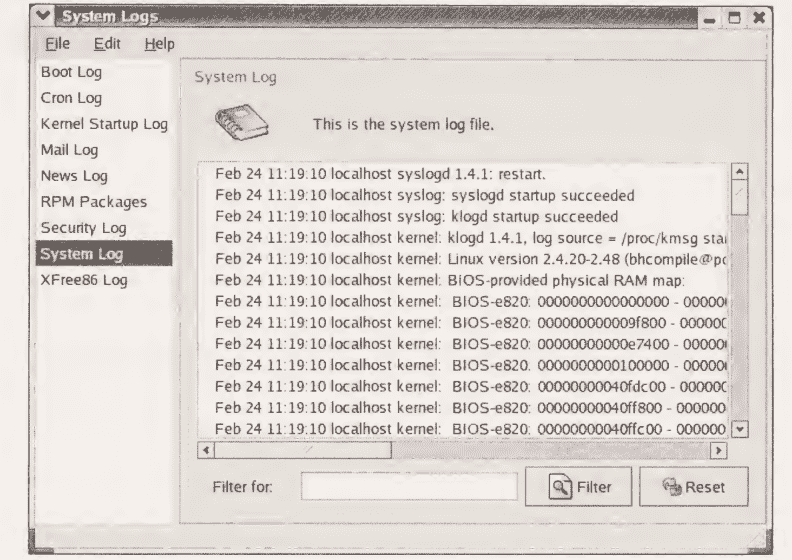 System Logs
File Edit Help
Boot Log
Cron Log
Kernel Startup Log
Mail Log
News Log
RPM Packages
Security Log
System Log
XFree86 Log
System Log
This is the system log file.
Feb 24 11:19:10 localhost syslogd 1.4.1: restart.
Feb 24 11:19:10 localhost syslog: syslogd startup succeeded
Feb 24 11:19:10 localhost syslog: klogd startup succeeded
Feb 24 11:19:10 localhost kernel: klogd 1.4.1, log source = /proc/kmsg star
Feb 24 11:19:10 localhost kernel: Linux version 2.4.20-2.48 (bhcompile@po
Feb 24 11:19:10 localhost kernel: BIOS-provided physical RAM map:
Feb 24 11:19:10 localhost kernel:  BIOS-e820: 0000000000000000 - 00000
Feb 24 11:19:10 localhost kernel:  BIOS-e820: 000000000009f800 - 00000
Feb 24 11:19:10 localhost kernel:  BIOS-e820: 00000000000e7400 - 00000
Feb 24 11:19:10 localhost kernel:  BIOS-e820: 0000000000100000 - 00000
Feb 24 11:19:10 localhost kernel:  BIOS-e820: 00000000040fdc00 - 00000
Feb 24 11:19:10 localhost kernel:  BIOS-e820: 00000000040ff800 - 000000
Feb 24 11:19:10 localhost kernel:  BIOS-e820: 00000000040ffc00 - 000000
Filter for: Filter Reset